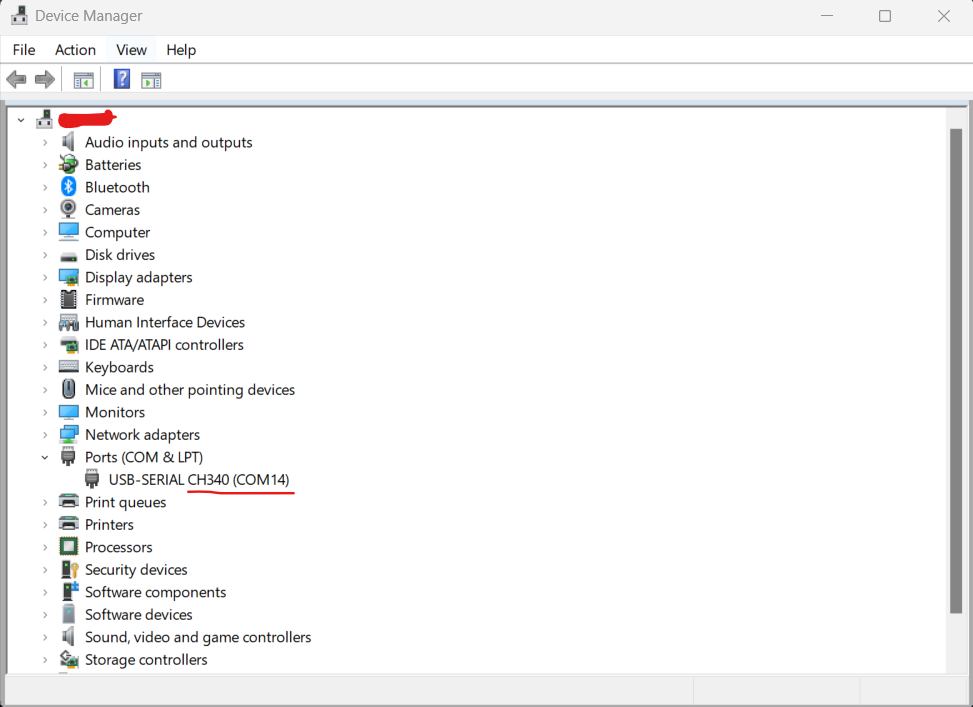 Device Manager
File Action View Help
?
Audio inputs and outputs
Batteries
Bluetooth
Cameras
Computer
Disk drives
Display adapters
Firmware
Human Interface Devices
IDE ATA/ATAPI controllers
Keyboards
Mice and other pointing devices
Monitors
Network adapters
Ports (COM & LPT)
USB-SERIAL CH340 (COM14)
Print queues
Printers
Processors
Security devices
Software components
Software devices
Sound, video and game controllers
Storage controllers